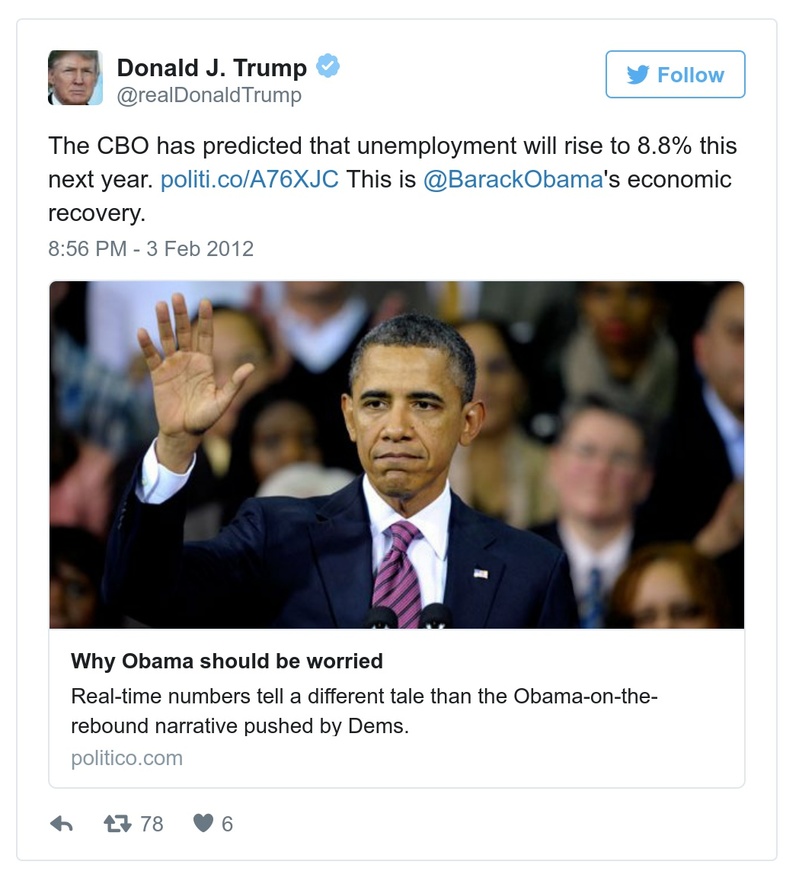 Donald J. Trump
@realDonaldTrump
Follow
The CBO has predicted that unemployment will rise to 8.8% this
next year. politi.co/A76XJC This is @BarackObama's economic
recovery.
8:56 PM - 3 Feb 2012
Why Obama should be worried
Real-time numbers tell a different tale than the Obama-on-the-
rebound narrative pushed by Dems.
politico.com
78
6